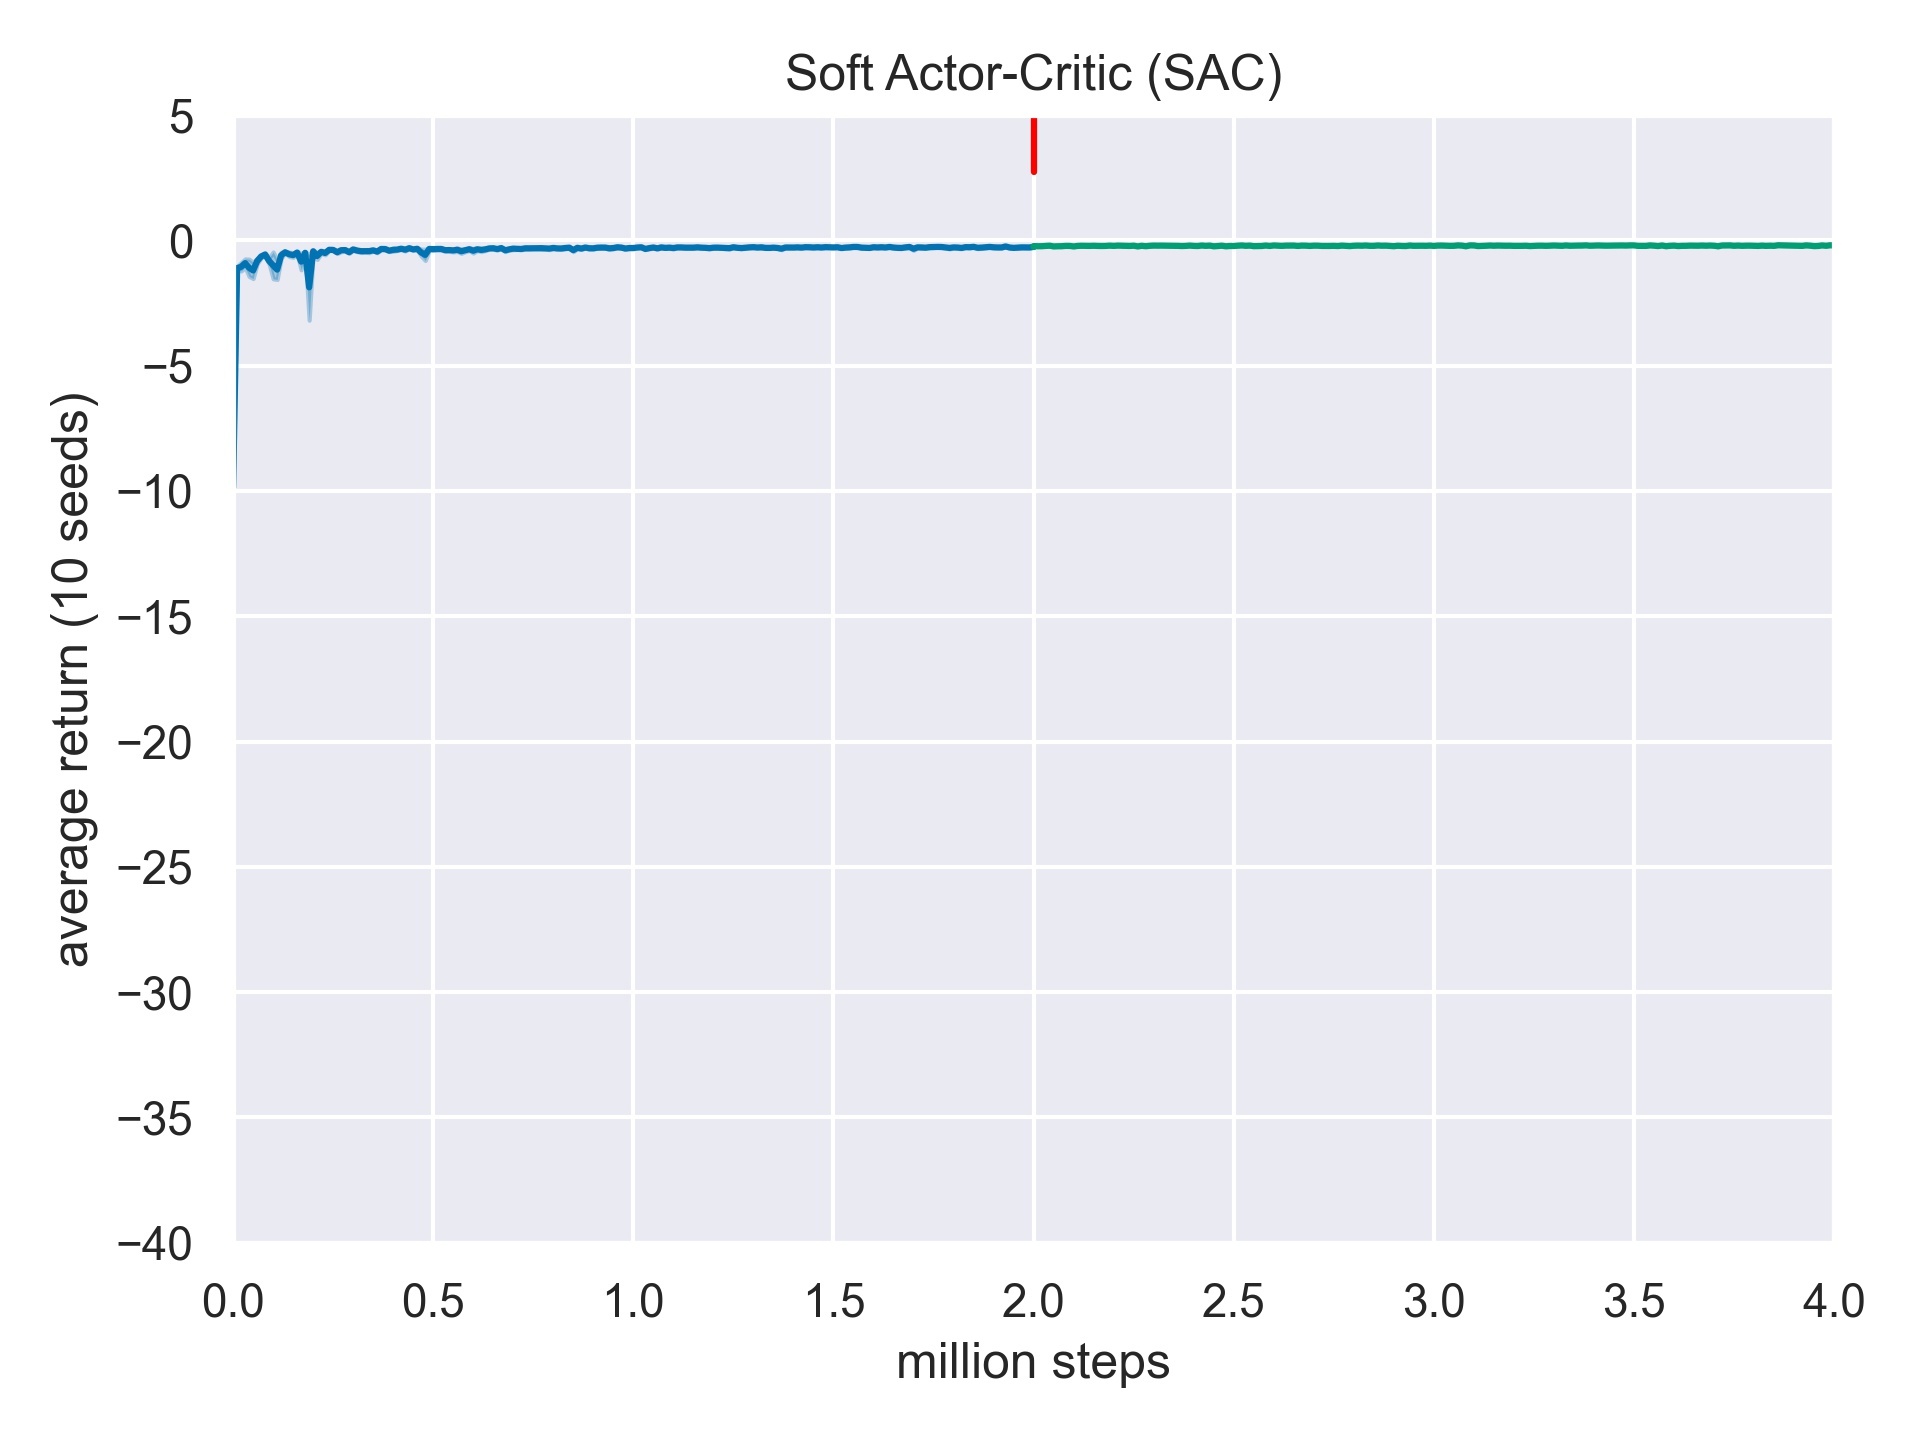 Soft Actor-Critic (SAC)
5
0
−5
−10
−15
−20
−25
−30
−35
−40
average return (10 seeds)
0.0 0.5 1.0 1.5 2.0 2.5 3.0 3.5 4.0
million steps